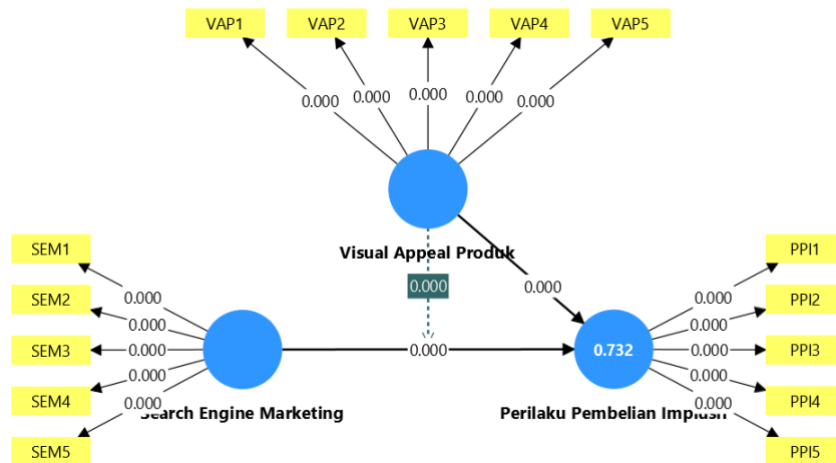 VAP1 VAP2 VAP3 VAP4 VAP5
0.000 0.000 0.000 0.000 0.000
Visual Appeal Produk
0.000 0.000
SEM1
SEM2
SEM3
SEM4
SEM5
0.000
0.000
0.000
0.000
0.000
Search Engine Marketing
0.000
0.732
Perilaku Pembelian Implusif
0.000
0.000
0.000
0.000
0.000
PPI1
PPI2
PPI3
PPI4
PPI5